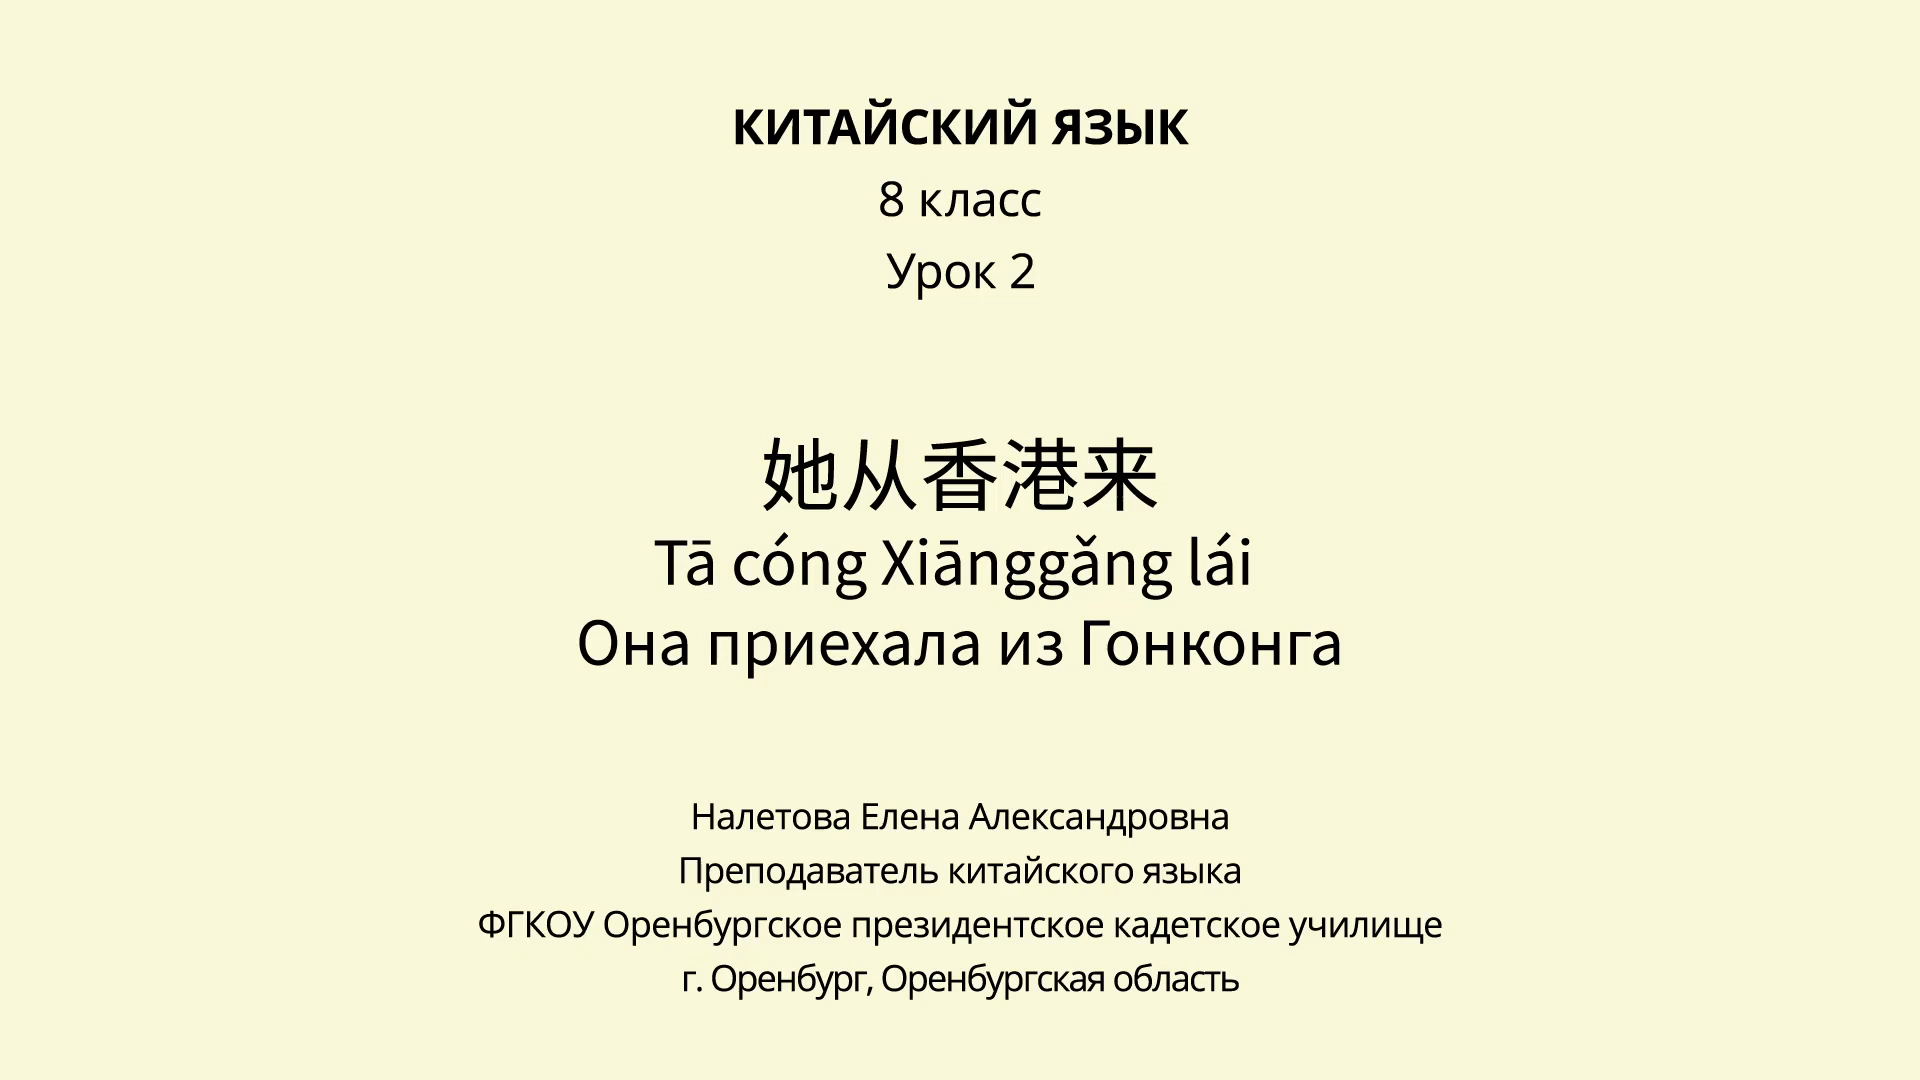 КИТАЙСКИЙ ЯЗЫК
8 класс
Урок 2
她从香港来
Tā cóng Xiānggǎng lái
Она приехала из Гонконга
Налетова Елена Александровна
Преподаватель китайского языка
ФГКОУ Оренбургское президентское кадетское училище
г. Оренбург, Оренбургская область